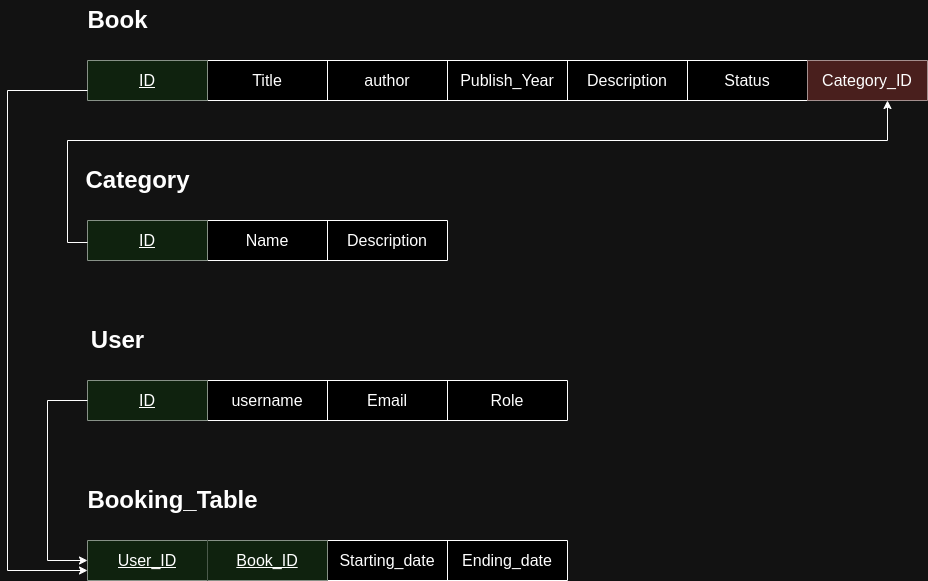 Book
ID Title author Publish_Year Description Status Category_ID
Category
ID Name Description
User
ID username Email Role
Booking_Table
User_ID Book_ID Starting_date Ending_date